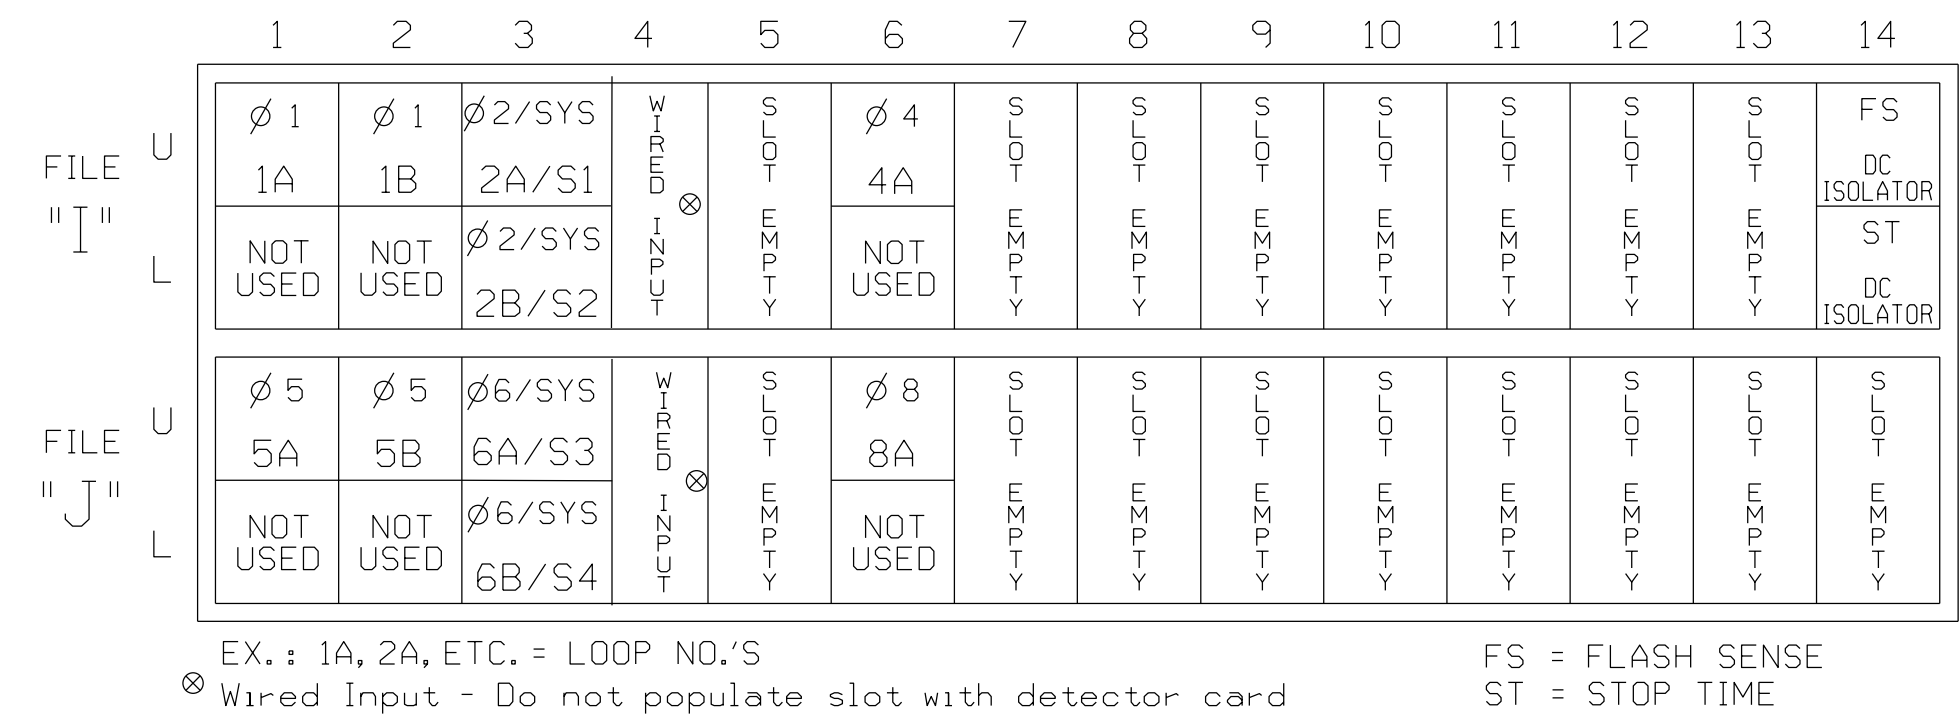 1 2 3 4 5 6 7 8 9 10 11 12 13 14
FILE "I"
U
L
Ø 1
1A
NOT USED
Ø 1
1B
NOT USED
Ø2/SYS
2A/S1
Ø2/SYS
2B/S2
WIRED INPUT ⊗
SLOT EMPTY
Ø 4
4A
NOT USED
SLOT EMPTY
SLOT EMPTY
SLOT EMPTY
SLOT EMPTY
SLOT EMPTY
SLOT EMPTY
SLOT EMPTY
FS
DC
ISOLATOR
ST
DC
ISOLATOR
FILE "J"
U
L
Ø 5
5A
NOT USED
Ø 5
5B
NOT USED
Ø6/SYS
6A/S3
Ø6/SYS
6B/S4
WIRED INPUT ⊗
SLOT EMPTY
Ø 8
8A
NOT USED
SLOT EMPTY
SLOT EMPTY
SLOT EMPTY
SLOT EMPTY
SLOT EMPTY
SLOT EMPTY
SLOT EMPTY
SLOT EMPTY
EX.: 1A, 2A, ETC. = LOOP NO.'S
⊗ Wired Input - Do not populate slot with detector card
FS = FLASH SENSE
ST = STOP TIME